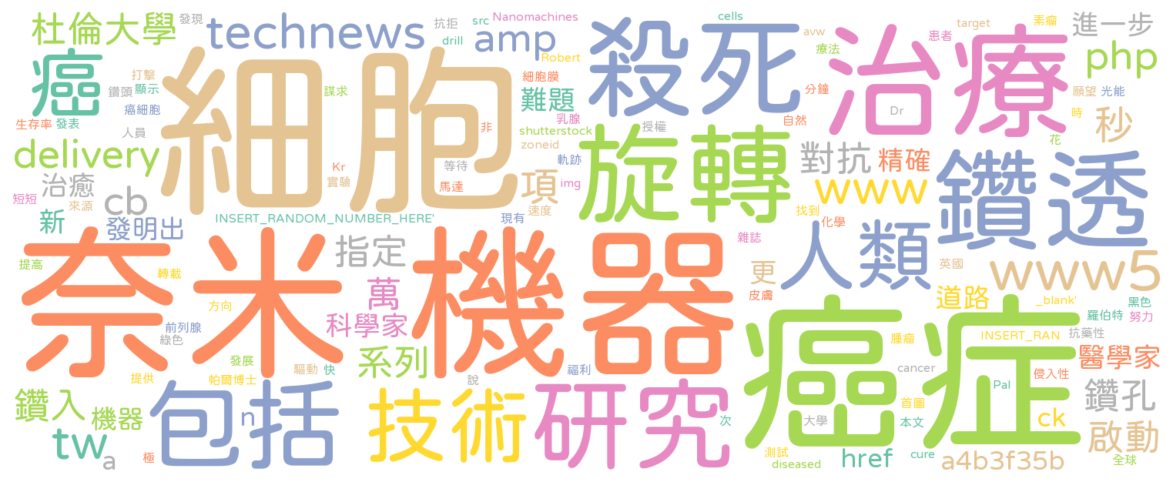 杜倫大學
發現
technews
抗拒
src
Nanomachines
drill
amp
cells
殺死
avw
療法
治療
target
素瘤
患者
進一步
php
癌
打擊
鑽頭
顯示
癌細胞
謀求
細胞
Robert
細胞膜
難題
分鐘
Dr
願望
光能
時
秒
生存率
發表
人員
非
乳腺
shutterstock
zoneid
授權
自然
花
delivery
Kr
等待
軌跡
旋轉
對抗
精確
鑽透
治癒
短短
來源
cb
實驗
馬達
項
img
www
新
發明出
INSERT_RANDOM_NUMBER_HERE'
速度
現有
找到
化學
人類
奈米
機器
指定
雜誌
更
皮膚
英國
www5
提高
轉載
方向
萬
道路
_blank'
黑色
羅伯特
努力
前列腺
綠色
科學家
腫瘤
INSERT_RAN
抗藥性
發展
驅動
快
系列
福利
癌症
醫學家
提供
帕爾博士
說
cancer
侵入性
Pal
鑽入
機器
包括
n
技術
研究
首圖
鑽孔
次
大學
本文
ck
啟動
tw
a
極
測試
diseased
href
cure
a4b3f35b
全球